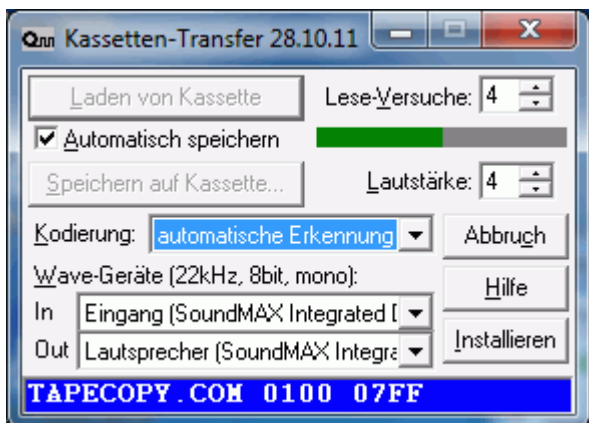 Kassetten-Transfer 28.10.11
Laden von Kassette Lese-Versuche: 4
Automatisch speichern
Speichern auf Kassette... Lautstärke: 4
Kodierung: automatische Erkennung Abbruch
Wave-Geräte (22kHz, 8bit, mono): Hilfe
In Eingang (SoundMAX Integrated D
Out Lautsprecher (SoundMAX Integra Installieren
TAPECOPY.COM 0100 07FF